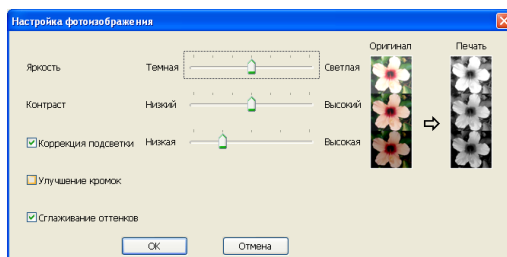 Настройка фотоизображения
Оригинал Печать
Яркость Темная Светлая
Контраст Низкий Высокий
Коррекция подсветки Низкая Высокая
Улучшение кромок
Сглаживание оттенков
OK Отмена